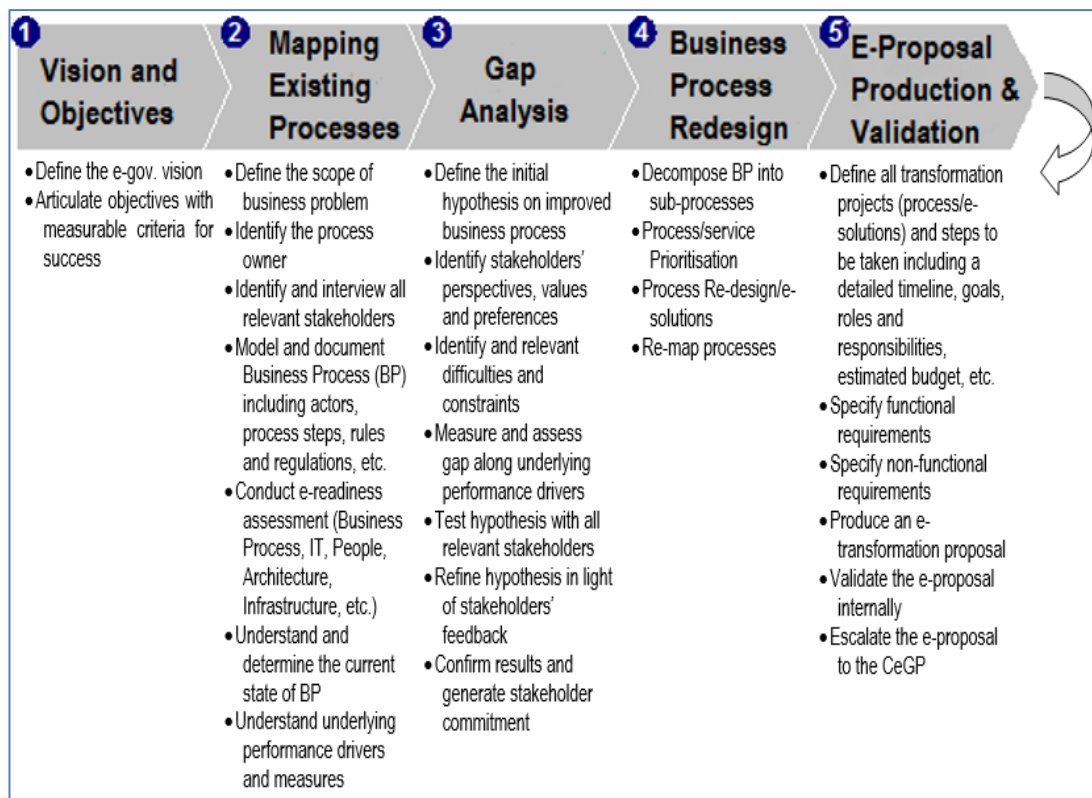 1
Vision and
Objectives
• Define the e-gov. vision
• Articulate objectives with
measurable criteria for
success
2
Mapping
Existing
Processes
• Define the scope of
business problem
• Identify the process
owner
• Identify and interview all
relevant stakeholders
• Model and document
Business Process (BP)
including actors,
process steps, rules
and regulations, etc.
• Conduct e-readiness
assessment (Business
Process, IT, People,
Architecture,
Infrastructure, etc.)
• Understand and
determine the current
state of BP
• Understand underlying
performance drivers
and measures
3
Gap
Analysis
• Define the initial
hypothesis on improved
business process
• Identify stakeholders'
perspectives, values
and preferences
• Identify and relevant
difficulties and
constraints
• Measure and assess
gap along underlying
performance drivers
• Test hypothesis with all
relevant stakeholders
• Refine hypothesis in light
of stakeholders'
feedback
• Confirm results and
generate stakeholder
commitment
4
Business
Process
Redesign
• Decompose BP into
sub-processes
• Process/service
Prioritisation
• Process Re-design/e-
solutions
• Re-map processes
5
E-Proposal
Production &
Validation
• Define all transformation
projects (process/e-
solutions) and steps to
be taken including a
detailed timeline, goals,
roles and
responsibilities,
estimated budget, etc.
• Specify functional
requirements
• Specify non-functional
requirements
• Produce an e-
transformation proposal
• Validate the e-proposal
internally
• Escalate the e-proposal
to the CeGP